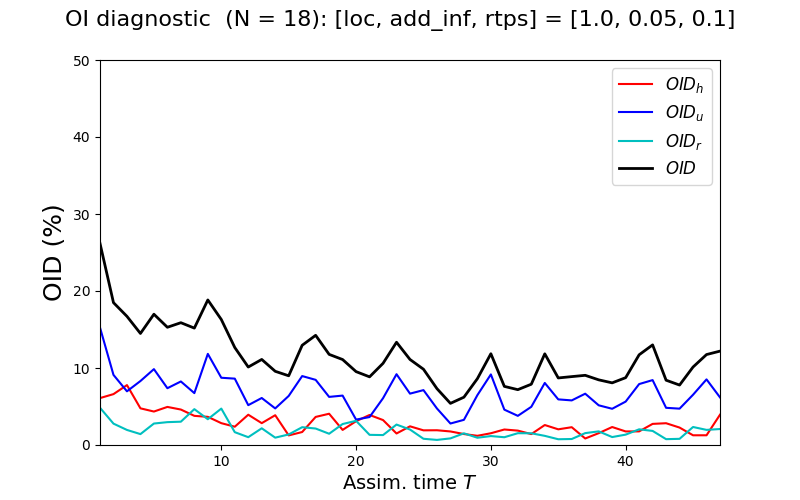 OI diagnostic (N = 18): [loc, add_inf, rtps] = [1.0, 0.05, 0.1]
50
40
30
20
10
0
OID (%)
OID_h
OID_u
OID_r
OID
10
20
30
40
Assim. time T